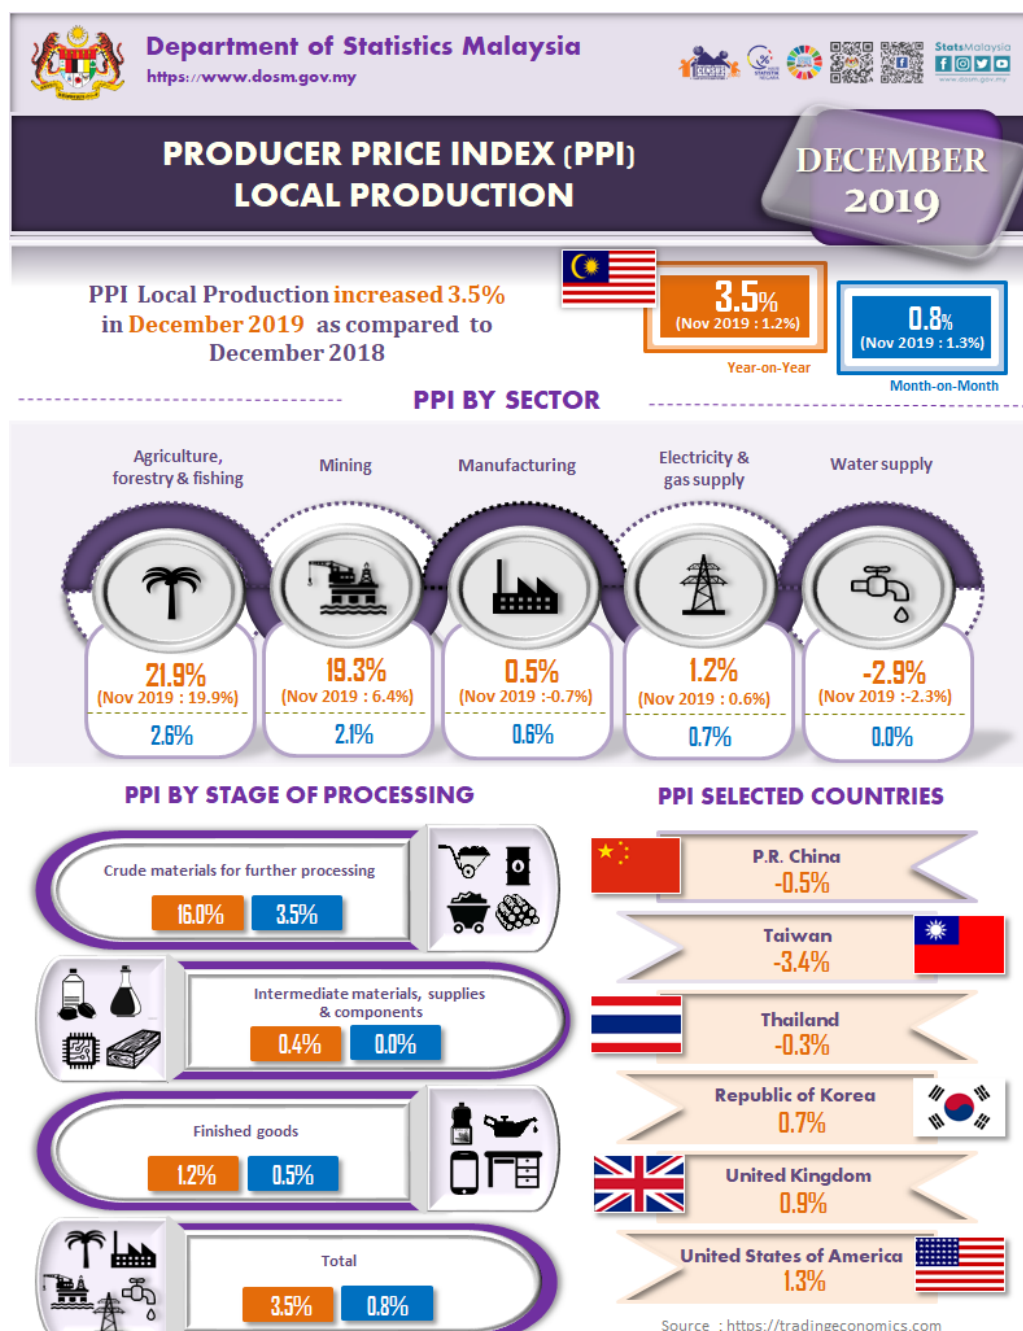 Department of Statistics Malaysia
https://www.dosm.gov.my
StatsMalaysia
www.dosm.gov.my
PRODUCER PRICE INDEX (PPI)
LOCAL PRODUCTION
DECEMBER
2019
PPI Local Production increased 3.5%
in December 2019 as compared to
December 2018
3.5%
(Nov 2019 : 1.2%)
Year-on-Year
0.8%
(Nov 2019 : 1.3%)
Month-on-Month
PPI BY SECTOR
Agriculture,
forestry & fishing
Mining
Manufacturing
Electricity &
gas supply
Water supply
21.9%
(Nov 2019 : 19.9%)
2.6%
19.3%
(Nov 2019 : 6.4%)
2.1%
0.5%
(Nov 2019 :-0.7%)
0.6%
1.2%
(Nov 2019 : 0.6%)
0.7%
-2.9%
(Nov 2019 :-2.3%)
0.0%
PPI BY STAGE OF PROCESSING
Crude materials for further processing
16.0% 3.5%
Intermediate materials, supplies
& components
0.4% 0.0%
Finished goods
1.2% 0.5%
Total
3.5% 0.8%
PPI SELECTED COUNTRIES
P.R. China
-0.5%
Taiwan
-3.4%
Thailand
-0.3%
Republic of Korea
0.7%
United Kingdom
0.9%
United States of America
1.3%
Source : https://tradingeconomics.com